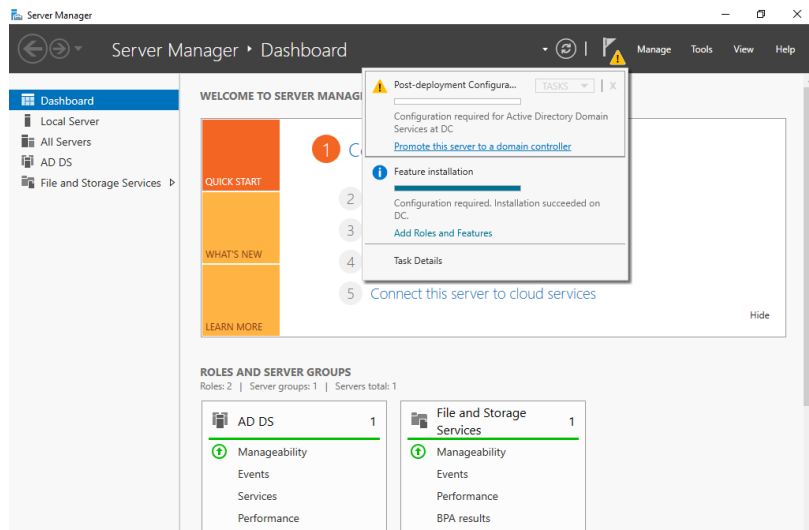 Server Manager
Server Manager • Dashboard
Manage Tools View Help
Dashboard
Local Server
All Servers
AD DS
File and Storage Services
WELCOME TO SERVER MANAG
QUICK START
WHAT'S NEW
LEARN MORE
1 Co
2
3
4
5 Connect this server to cloud services
Hide
Post-deployment Configura... TASKS X
Configuration required for Active Directory Domain
Services at DC
Promote this server to a domain controller
Feature installation
Configuration required. Installation succeeded on
DC.
Add Roles and Features
Task Details
ROLES AND SERVER GROUPS
Roles: 2 | Server groups: 1 | Servers total: 1
AD DS 1
Manageability
Events
Services
Performance
File and Storage
Services 1
Manageability
Events
Performance
BPA results